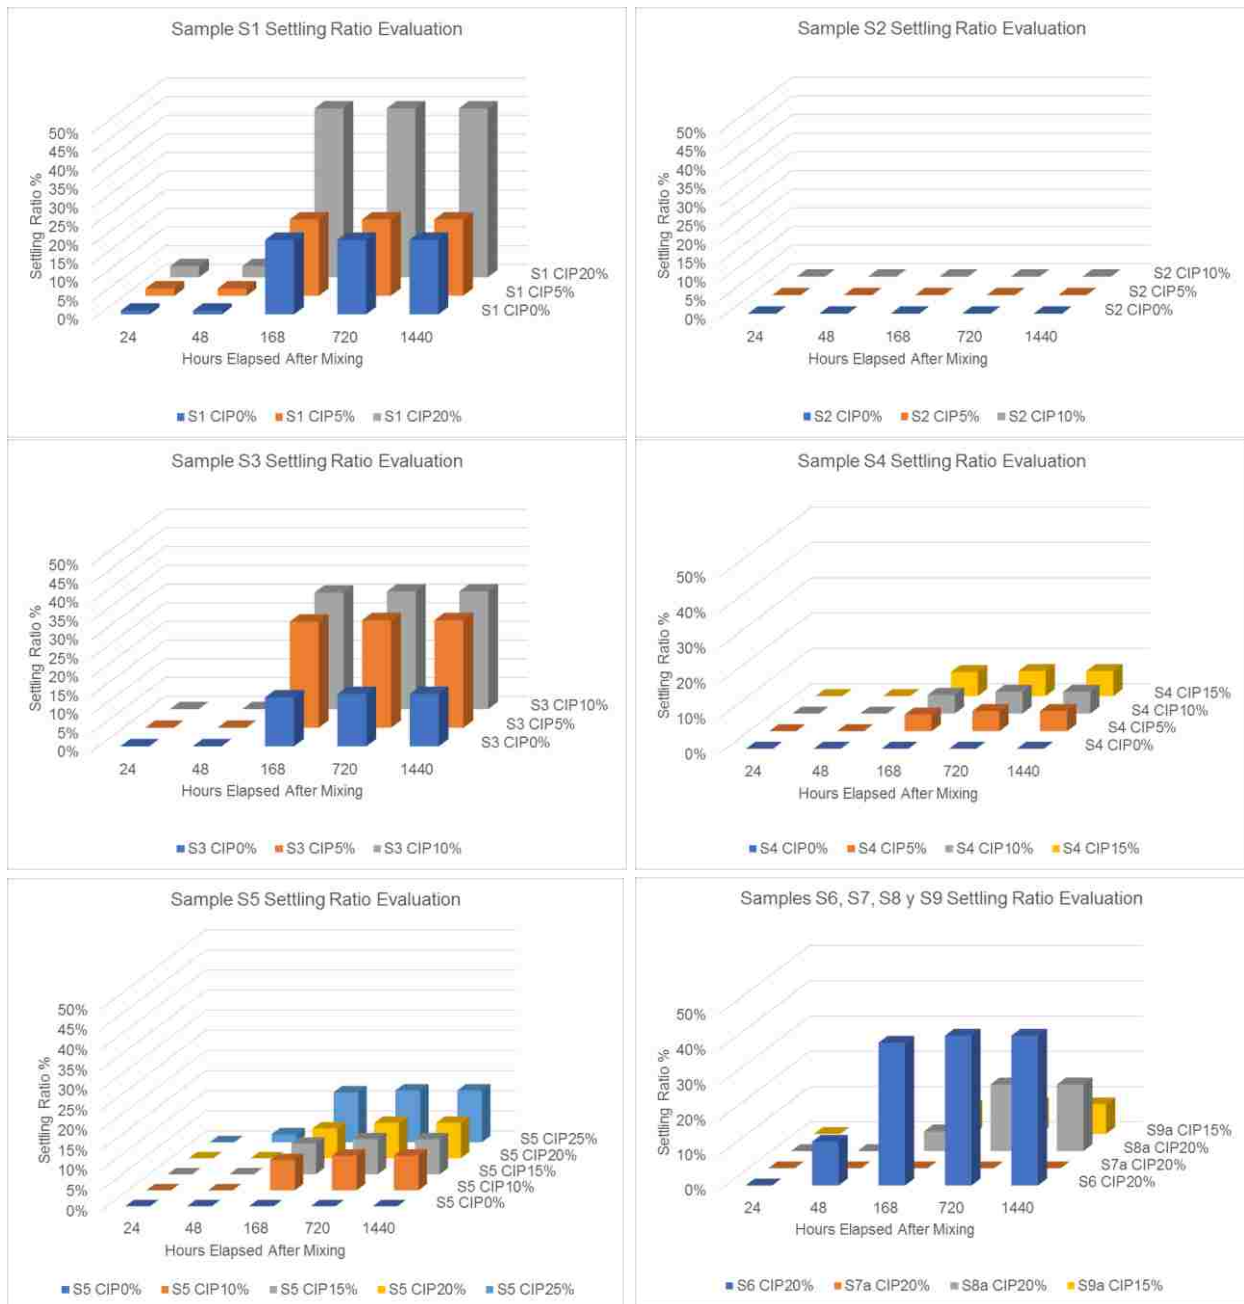 Sample S1 Settling Ratio Evaluation
50%
45%
40%
35%
30%
25%
20%
15%
10%
5%
0%
Settling Ratio %
S1 CIP20%
S1 CIP5%
S1 CIP0%
24 48 168 720 1440
Hours Elapsed After Mixing
S1 CIP0% S1 CIP5% S1 CIP20%
Sample S2 Settling Ratio Evaluation
50%
45%
40%
35%
30%
25%
20%
15%
10%
5%
0%
Settling Ratio %
S2 CIP10%
S2 CIP5%
S2 CIP0%
24 48 168 720 1440
Hours Elapsed After Mixing
S2 CIP0% S2 CIP5% S2 CIP10%
Sample S3 Settling Ratio Evaluation
50%
45%
40%
35%
30%
25%
20%
15%
10%
5%
0%
Settling Ratio %
S3 CIP10%
S3 CIP5%
S3 CIP0%
24 48 168 720 1440
Hours Elapsed After Mixing
S3 CIP0% S3 CIP5% S3 CIP10%
Sample S4 Settling Ratio Evaluation
50%
40%
30%
20%
10%
0%
Settling Ratio %
S4 CIP15%
S4 CIP10%
S4 CIP5%
S4 CIP0%
24 48 168 720 1440
Hours Elapsed After Mixing
S4 CIP0% S4 CIP5% S4 CIP10% S4 CIP15%
Sample S5 Settling Ratio Evaluation
50%
45%
40%
35%
30%
25%
20%
15%
10%
5%
0%
Settling Ratio %
S5 CIP25%
S5 CIP20%
S5 CIP15%
S5 CIP10%
S5 CIP0%
24 48 168 720 1440
Hours Elapsed After Mixing
S5 CIP0% S5 CIP10% S5 CIP15% S5 CIP20% S5 CIP25%
Samples S6, S7, S8 y S9 Settling Ratio Evaluation
50%
40%
30%
20%
10%
0%
Settling Ratio %
S9a CIP15%
S8a CIP20%
S7a CIP20%
S6 CIP20%
24 48 168 720 1440
Hours Elapsed After Mixing
S6 CIP20% S7a CIP20% S8a CIP20% S9a CIP15%